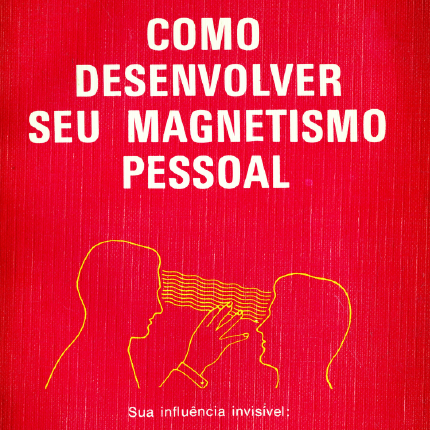 COMO
DESENVOLVER
SEU MAGNETISMO
PESSOAL
Sua influência invisível: